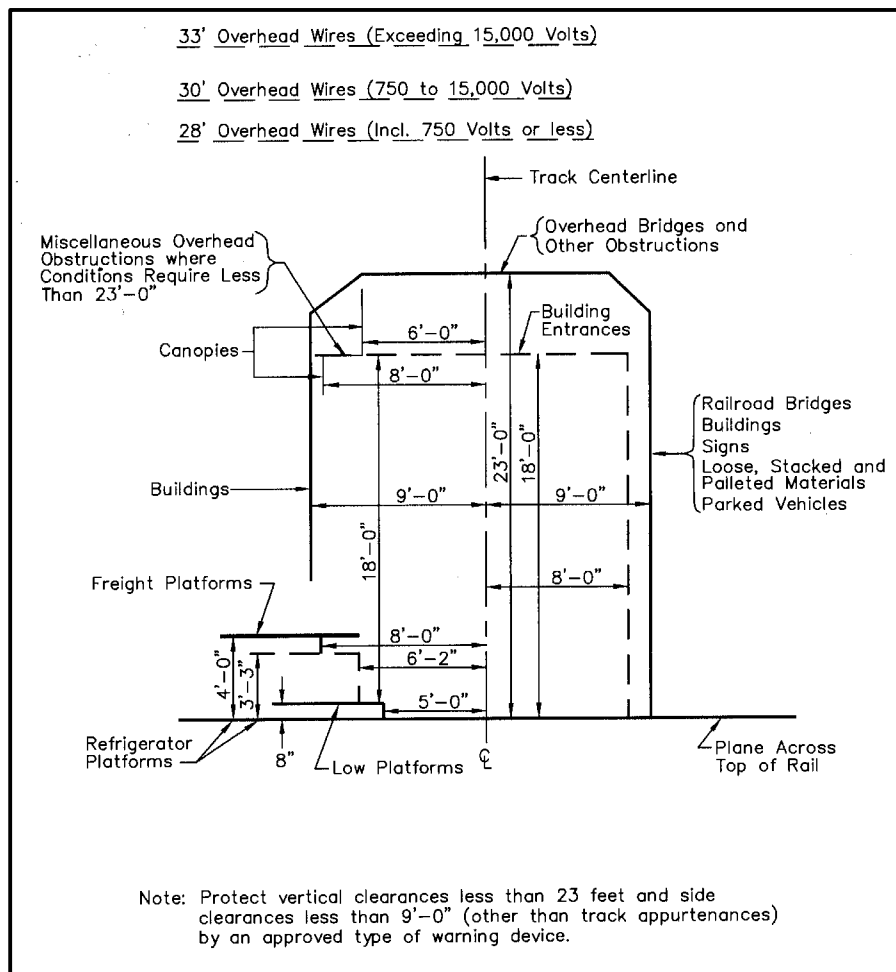 33' Overhead Wires (Exceeding 15,000 Volts)
30' Overhead Wires (750 to 15,000 Volts)
28' Overhead Wires (Incl. 750 Volts or less)
Track Centerline
Overhead Bridges and
Other Obstructions
Miscellaneous Overhead
Obstructions where
Conditions Require Less
Than 23'-0"
Building
Entrances
6'-0"
Canopies
8'-0"
Railroad Bridges
Buildings
Signs
Loose, Stacked and
Palleted Materials
Parked Vehicles
23'-0"
18'-0"
Buildings
9'-0"
9'-0"
18'-0"
8'-0"
Freight Platforms
8'-0"
6'-2"
4'-0"
3'-3"
5'-0"
Refrigerator
Platforms
8"
Low Platforms
℄
Plane Across
Top of Rail
Note: Protect vertical clearances less than 23 feet and side
clearances less than 9'-0" (other than track appurtenances)
by an approved type of warning device.